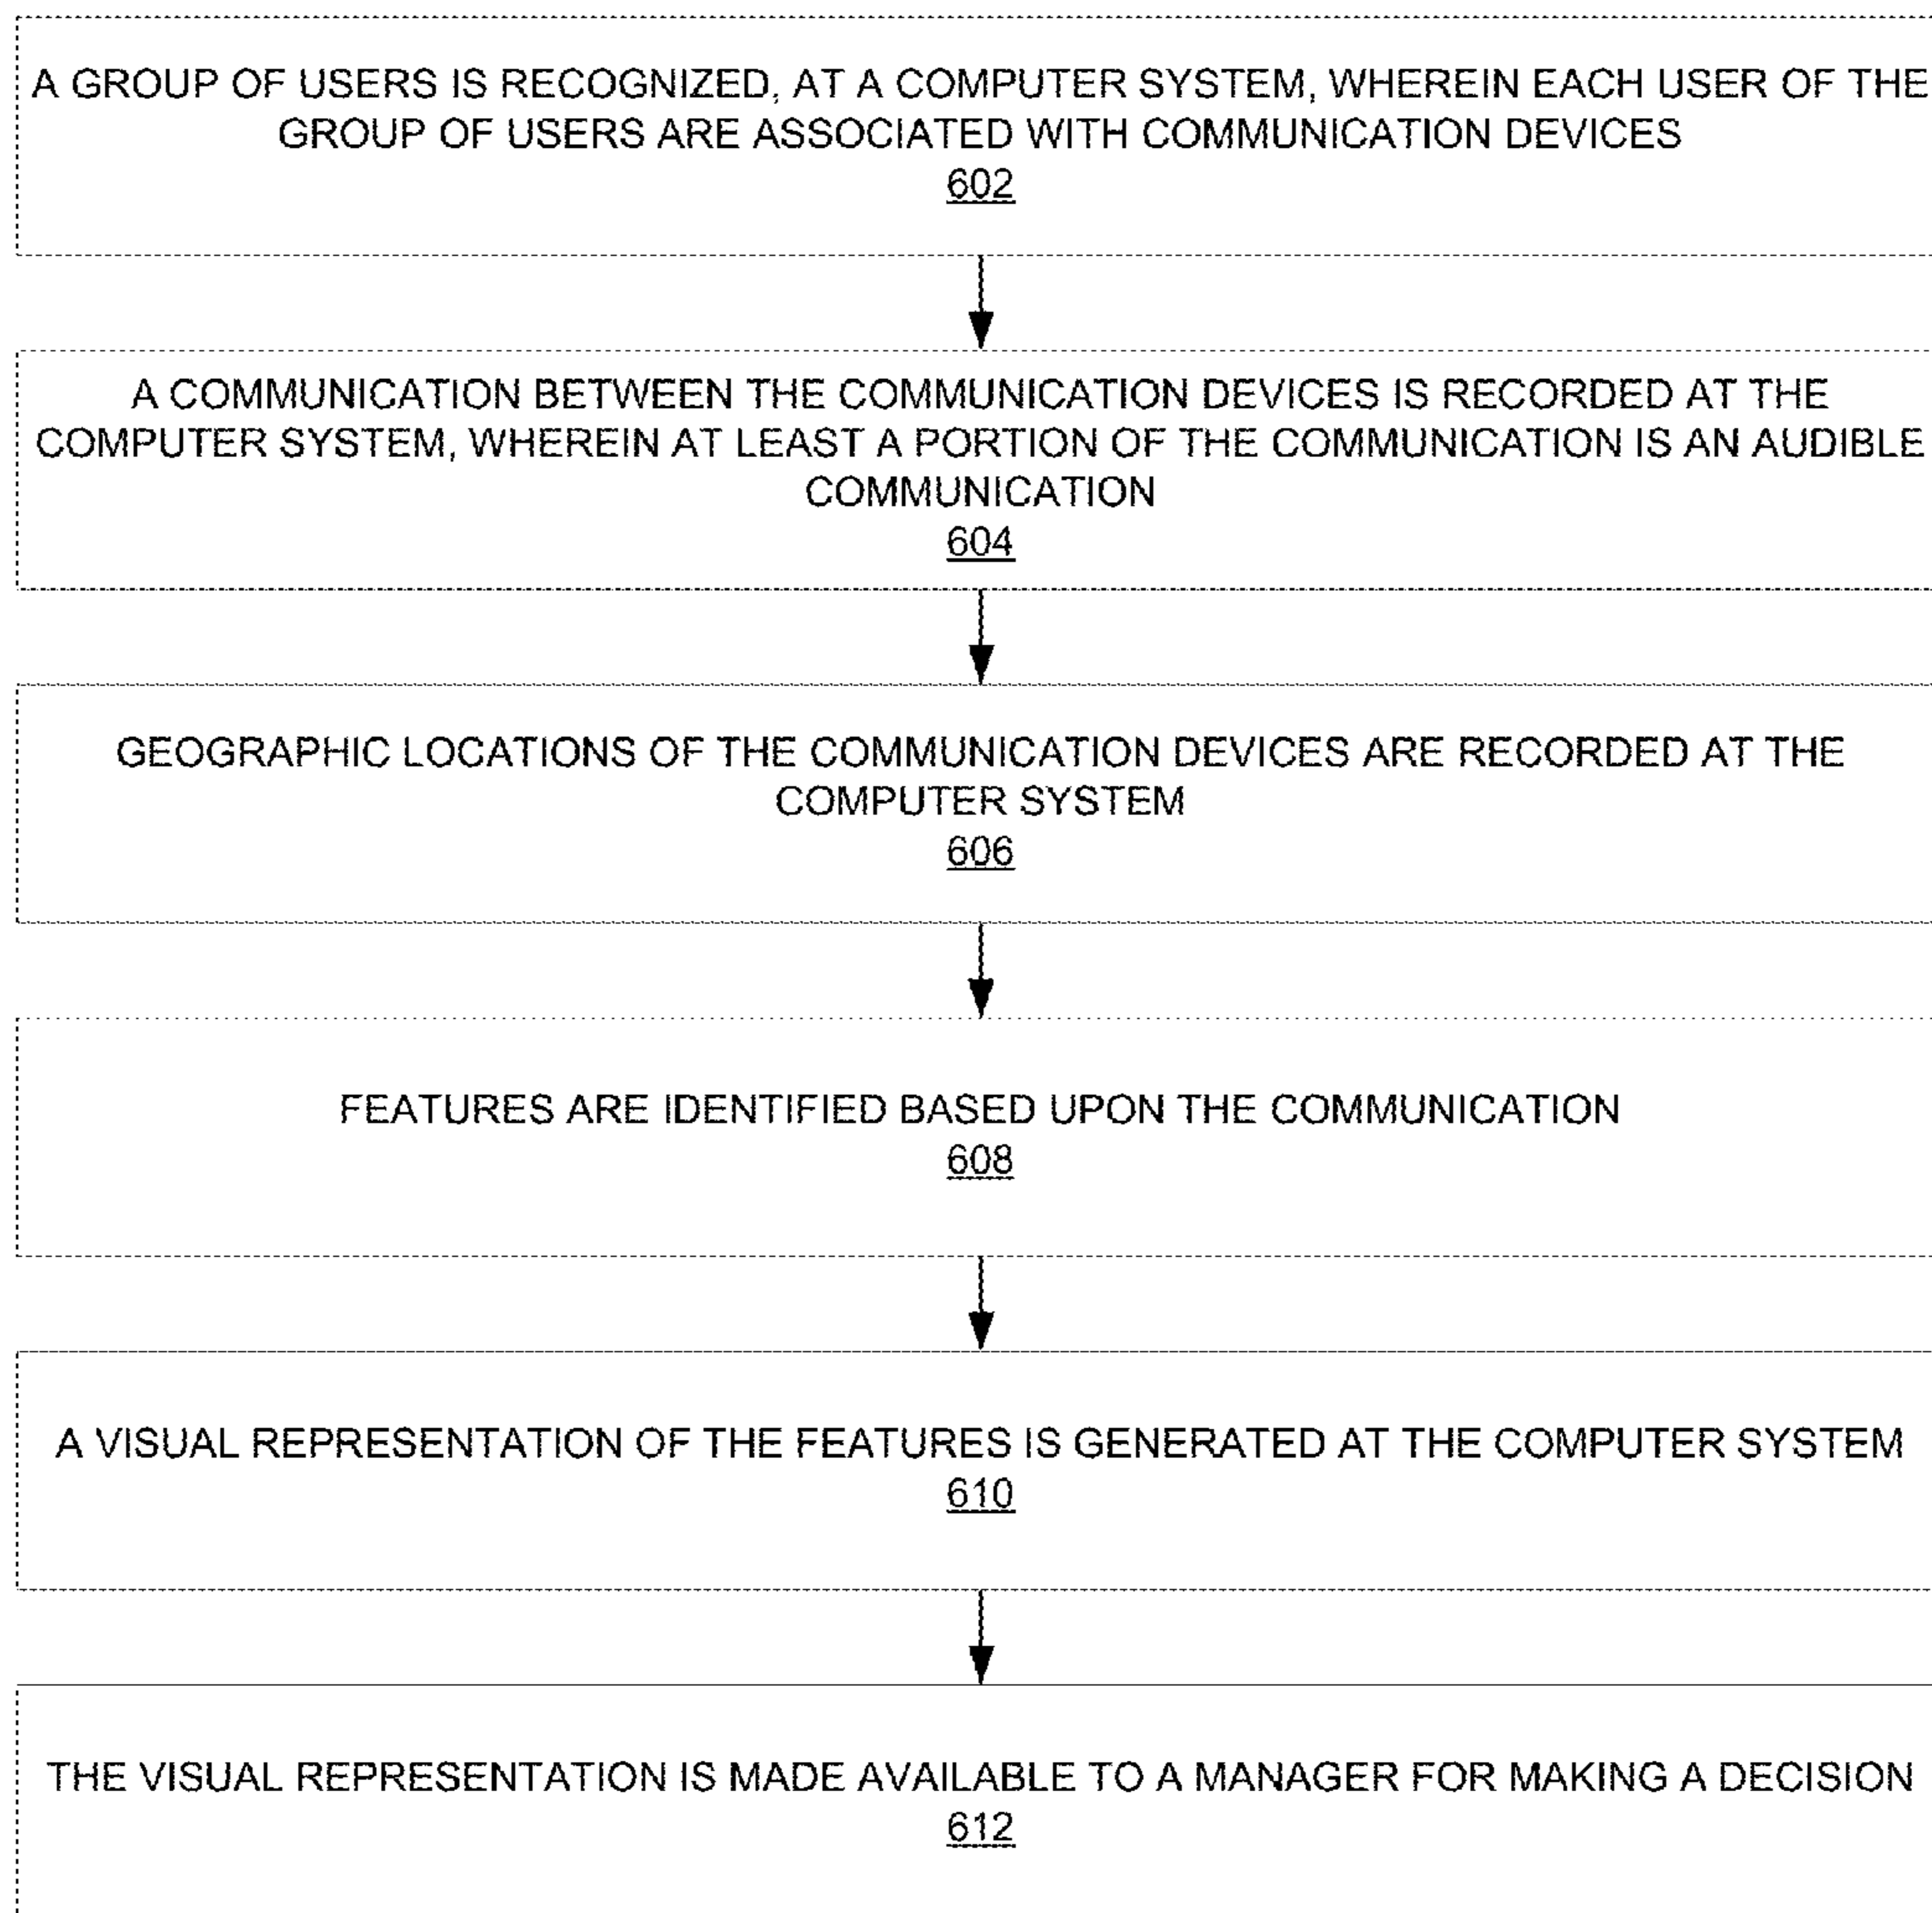 A GROUP OF USERS IS RECOGNIZED, AT A COMPUTER SYSTEM, WHEREIN EACH USER OF THE
GROUP OF USERS ARE ASSOCIATED WITH COMMUNICATION DEVICES
602
A COMMUNICATION BETWEEN THE COMMUNICATION DEVICES IS RECORDED AT THE
COMPUTER SYSTEM, WHEREIN AT LEAST A PORTION OF THE COMMUNICATION IS AN AUDIBLE
COMMUNICATION
604
GEOGRAPHIC LOCATIONS OF THE COMMUNICATION DEVICES ARE RECORDED AT THE
COMPUTER SYSTEM
606
FEATURES ARE IDENTIFIED BASED UPON THE COMMUNICATION
608
A VISUAL REPRESENTATION OF THE FEATURES IS GENERATED AT THE COMPUTER SYSTEM
610
THE VISUAL REPRESENTATION IS MADE AVAILABLE TO A MANAGER FOR MAKING A DECISION
612